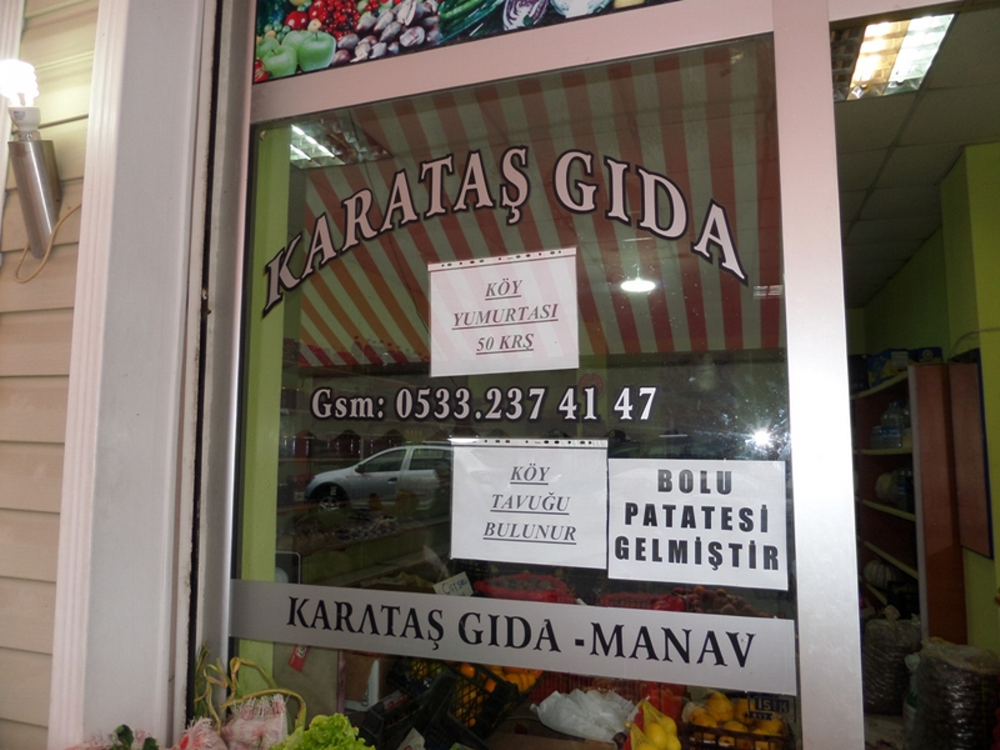 KARATAŞ GIDA
KÖY
YUMURTASI
50 KRŞ
Gsm: 0533.237 41 47
KÖY
TAVUĞU
BULUNUR
BOLU
PATATESİ
GELMİŞTİR
KARATAŞ GIDA -MANAV